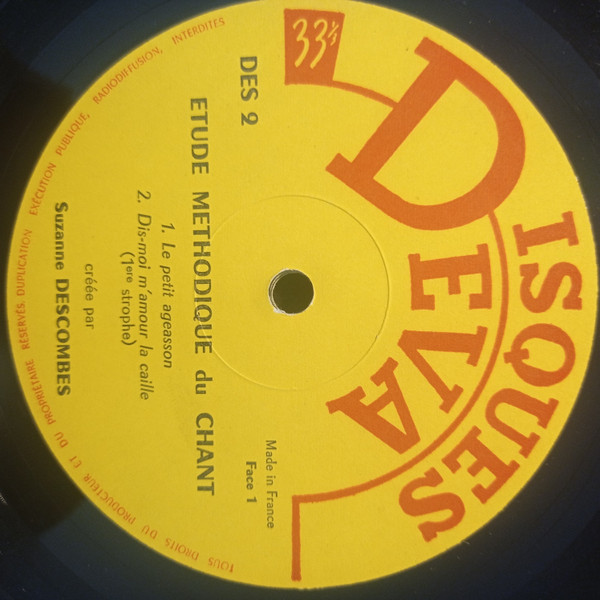 DISQUES
DEVA
33⅓
Made in France
DES 2
Face 1
ETUDE METHODIQUE du CHANT
1. Le petit ageasson
2. Dis-moi m'amour la caille
(1ere strophe)
créée par
Suzanne DESCOMBES
TOUS DROITS DU PRODUCTEUR ET DU PROPRIETAIRE RÉSERVÉS. DUPLICATION EXÉCUTION PUBLIQUE, RADIODIFFUSION, INTERDITES